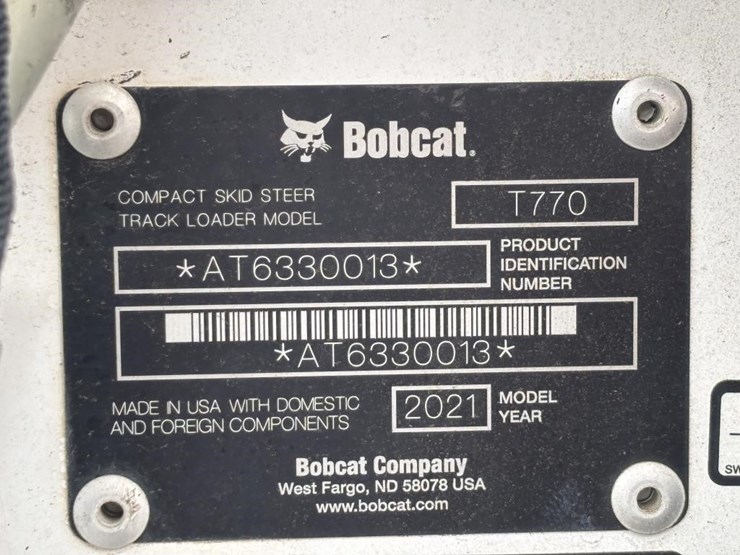 Bobcat.
COMPACT SKID STEER
TRACK LOADER MODEL
T770
*AT6330013*
PRODUCT
IDENTIFICATION
NUMBER
*AT6330013*
MADE IN USA WITH DOMESTIC
AND FOREIGN COMPONENTS
2021
MODEL
YEAR
Bobcat Company
West Fargo, ND 58078 USA
www.bobcat.com
SW